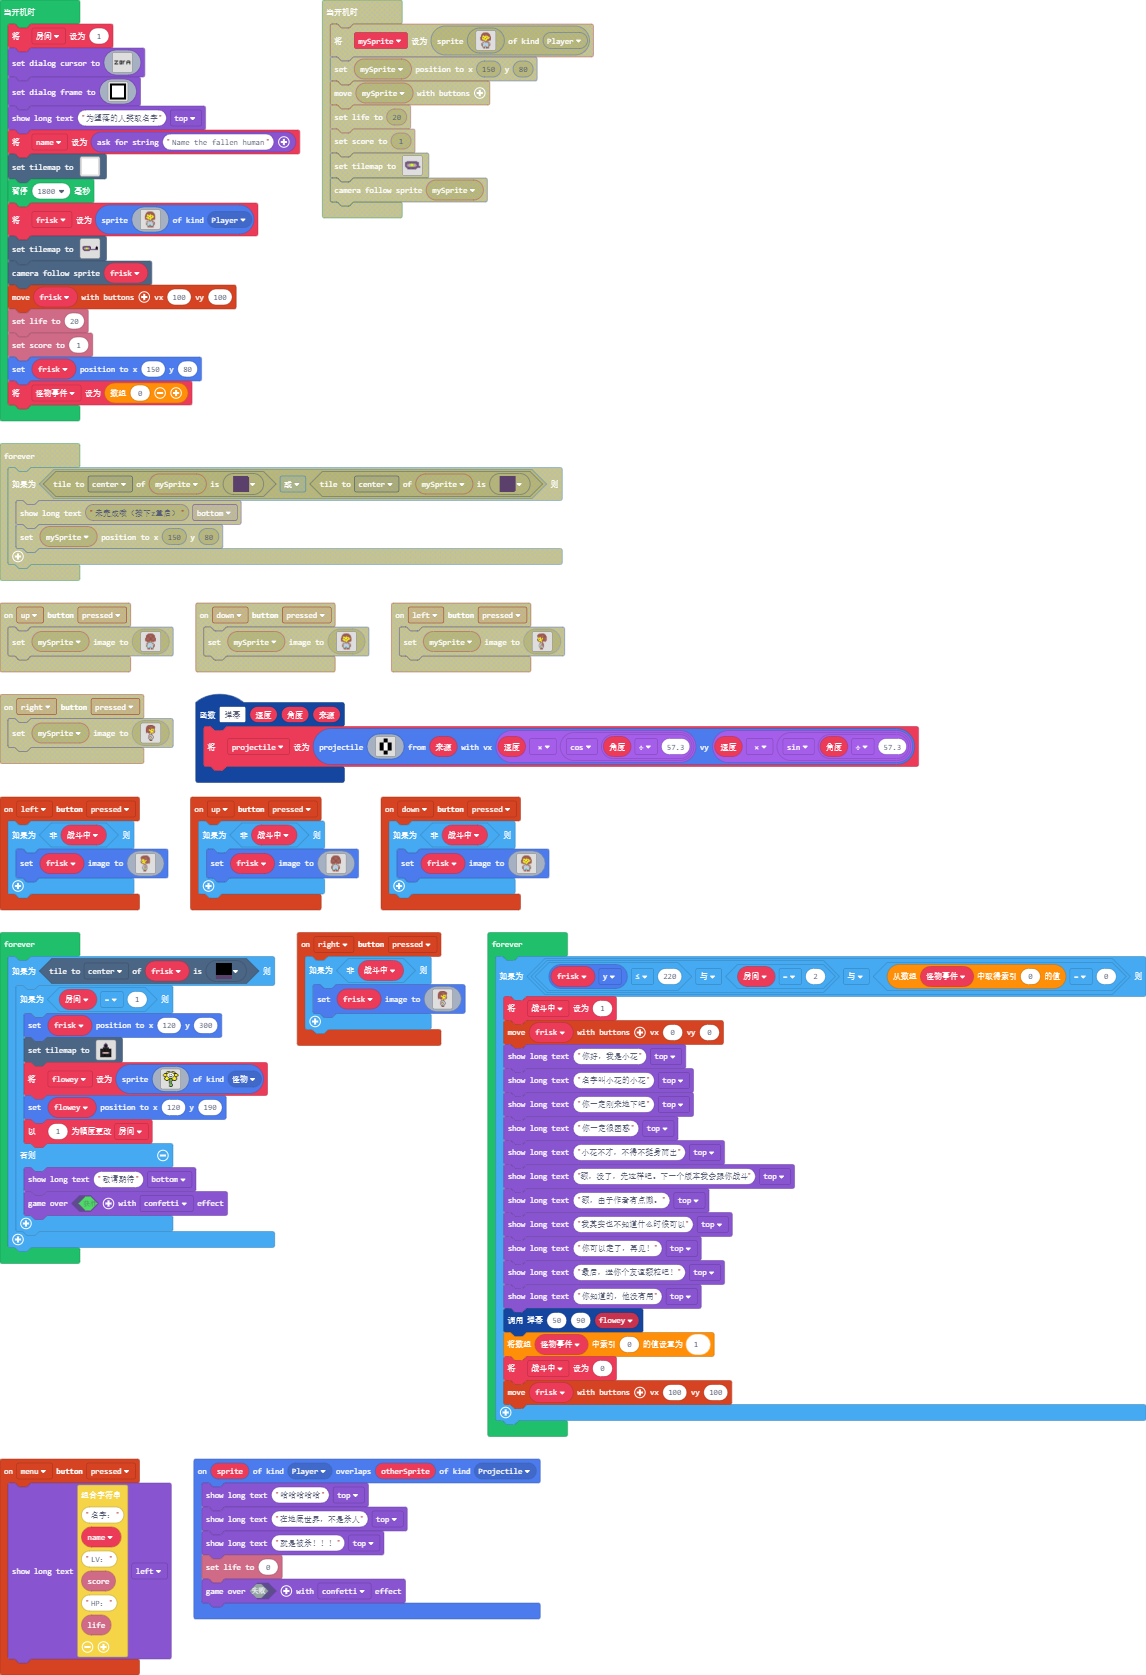 当开机时
将 房间 设为 1
set dialog cursor to
set dialog frame to
show long text "为堕落的人类取名字" top
将 name 设为 ask for string "Name the fallen human"
set tilemap to
暂停 1800 毫秒
将 frisk 设为 sprite of kind Player
set tilemap to
camera follow sprite frisk
move frisk with buttons vx 100 vy 100
set life to 20
set score to 1
set frisk position to x 150 y 80
将 怪物事件 设为 数组 0
当开机时
将 mySprite 设为 sprite of kind Player
set mySprite position to x 150 y 80
move mySprite with buttons
set life to 20
set score to 1
set tilemap to
camera follow sprite mySprite
forever
如果为 tile to center of mySprite is 或 tile to center of mySprite is 则
show long text "未完成哦（按下z重启）" bottom
set mySprite position to x 150 y 80
on up button pressed
set mySprite image to
on down button pressed
set mySprite image to
on left button pressed
set mySprite image to
on right button pressed
set mySprite image to
函数 弹幕 速度 角度 来源
将 projectile 设为 projectile from 来源 with vx 速度 × cos 角度 ÷ 57.3 vy 速度 × sin 角度 ÷ 57.3
on left button pressed
如果为 非 战斗中 则
set frisk image to
on up button pressed
如果为 非 战斗中 则
set frisk image to
on down button pressed
如果为 非 战斗中 则
set frisk image to
forever
如果为 tile to center of frisk is 则
如果为 房间 = 1 则
set frisk position to x 120 y 300
set tilemap to
将 flowey 设为 sprite of kind 怪物
set flowey position to x 120 y 190
以 1 为幅度更改 房间
否则
show long text "敬请期待" bottom
game over with confetti effect
on right button pressed
如果为 非 战斗中 则
set frisk image to
forever
如果为 frisk y ≤ 220 与 房间 = 2 与 从数组 怪物事件 中取得索引 0 的值 = 0 则
将 战斗中 设为 1
move frisk with buttons vx 0 vy 0
show long text "你好，我是小花" top
show long text "名字叫小花的小花" top
show long text "你一定刚来地下吧" top
show long text "你一定很困惑" top
show long text "小花不才，不得不挺身而出" top
show long text "额，没了，先这样吧。下一个版本我会跟你战斗" top
show long text "额，由于作者有点懒。" top
show long text "我其实也不知道什么时候可以" top
show long text "你可以走了，再见！" top
show long text "最后，送你个友谊颗粒吧！" top
show long text "你知道的，他没有用" top
调用 弹幕 50 90 flowey
将数组 怪物事件 中索引 0 的值设置为 1
将 战斗中 设为 0
move frisk with buttons vx 100 vy 100
on menu button pressed
show long text 组合字符串 left
"名字："
name
"LV："
score
"HP："
life
on sprite of kind Player overlaps otherSprite of kind Projectile
show long text "哈哈哈哈哈" top
show long text "在地底世界，不是杀人" top
show long text "就是被杀！！！" top
set life to 0
game over 失败 with confetti effect